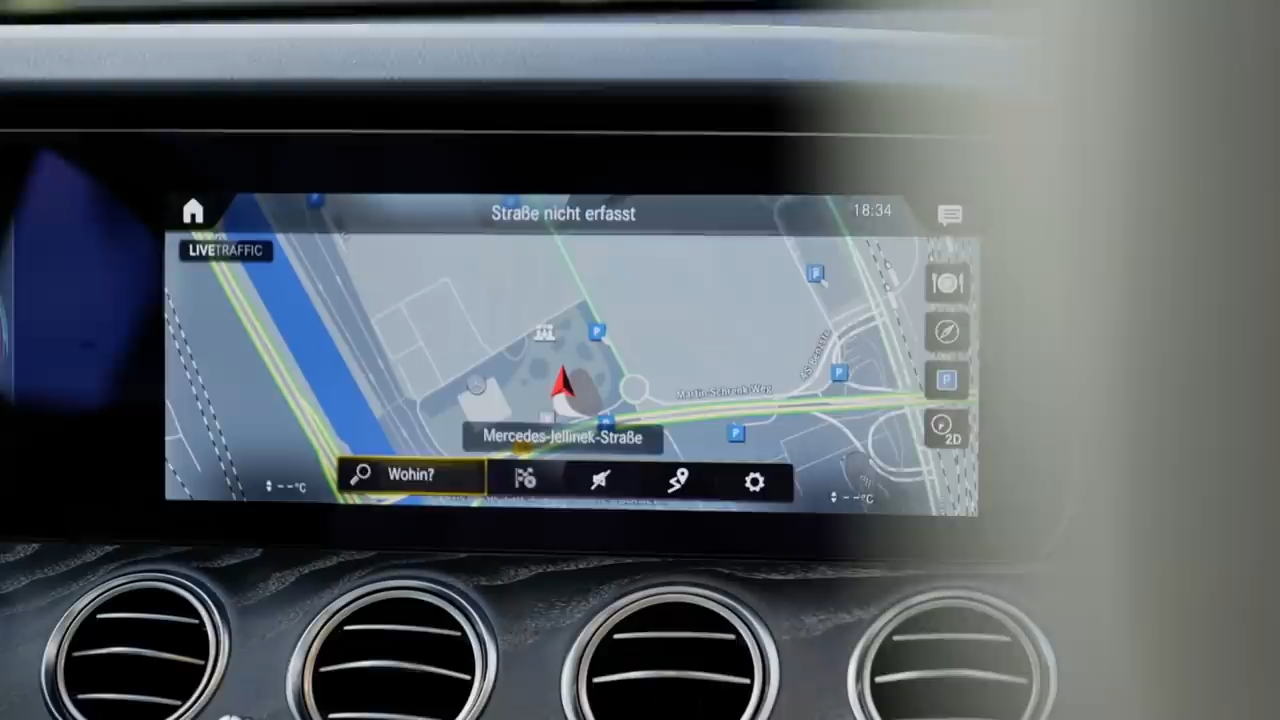 Straße nicht erfasst
18:34
LIVETRAFFIC
P
P
P
Martin-Schrenk-Weg
P
P
P
Mercedes-Jellinek-Straße
2D
Wohin?
--°C
--°C